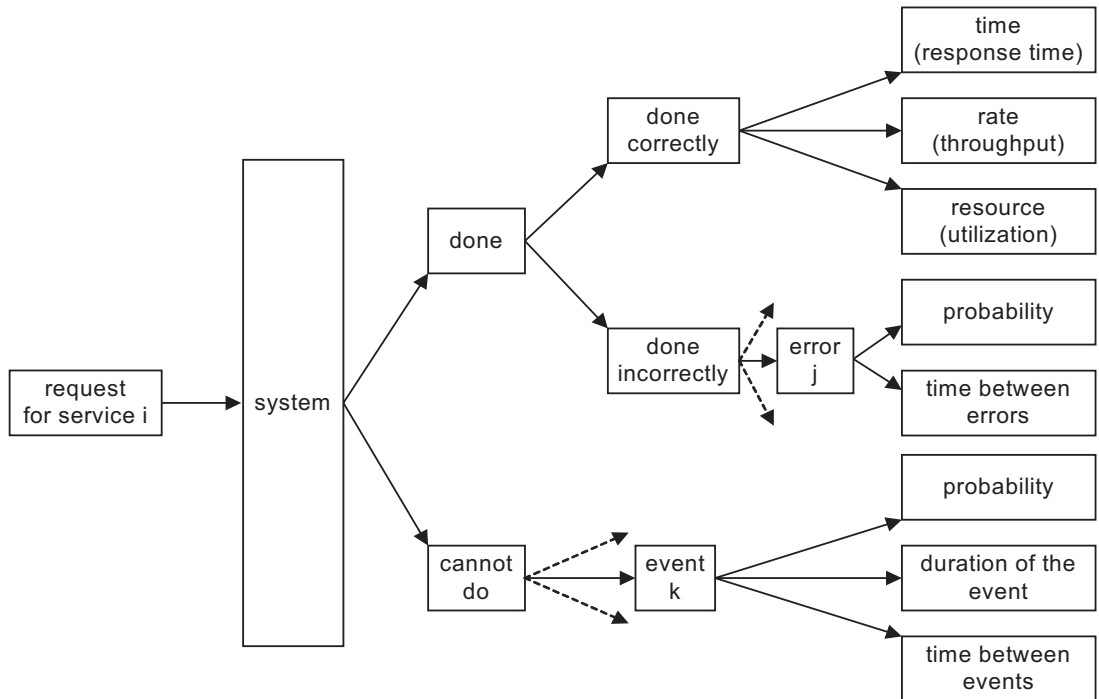 time
(response time)
done
correctly
rate
(throughput)
resource
(utilization)
done
probability
done
incorrectly
error
j
request
for service i
system
time between
errors
probability
cannot
do
event
k
duration of the
event
time between
events